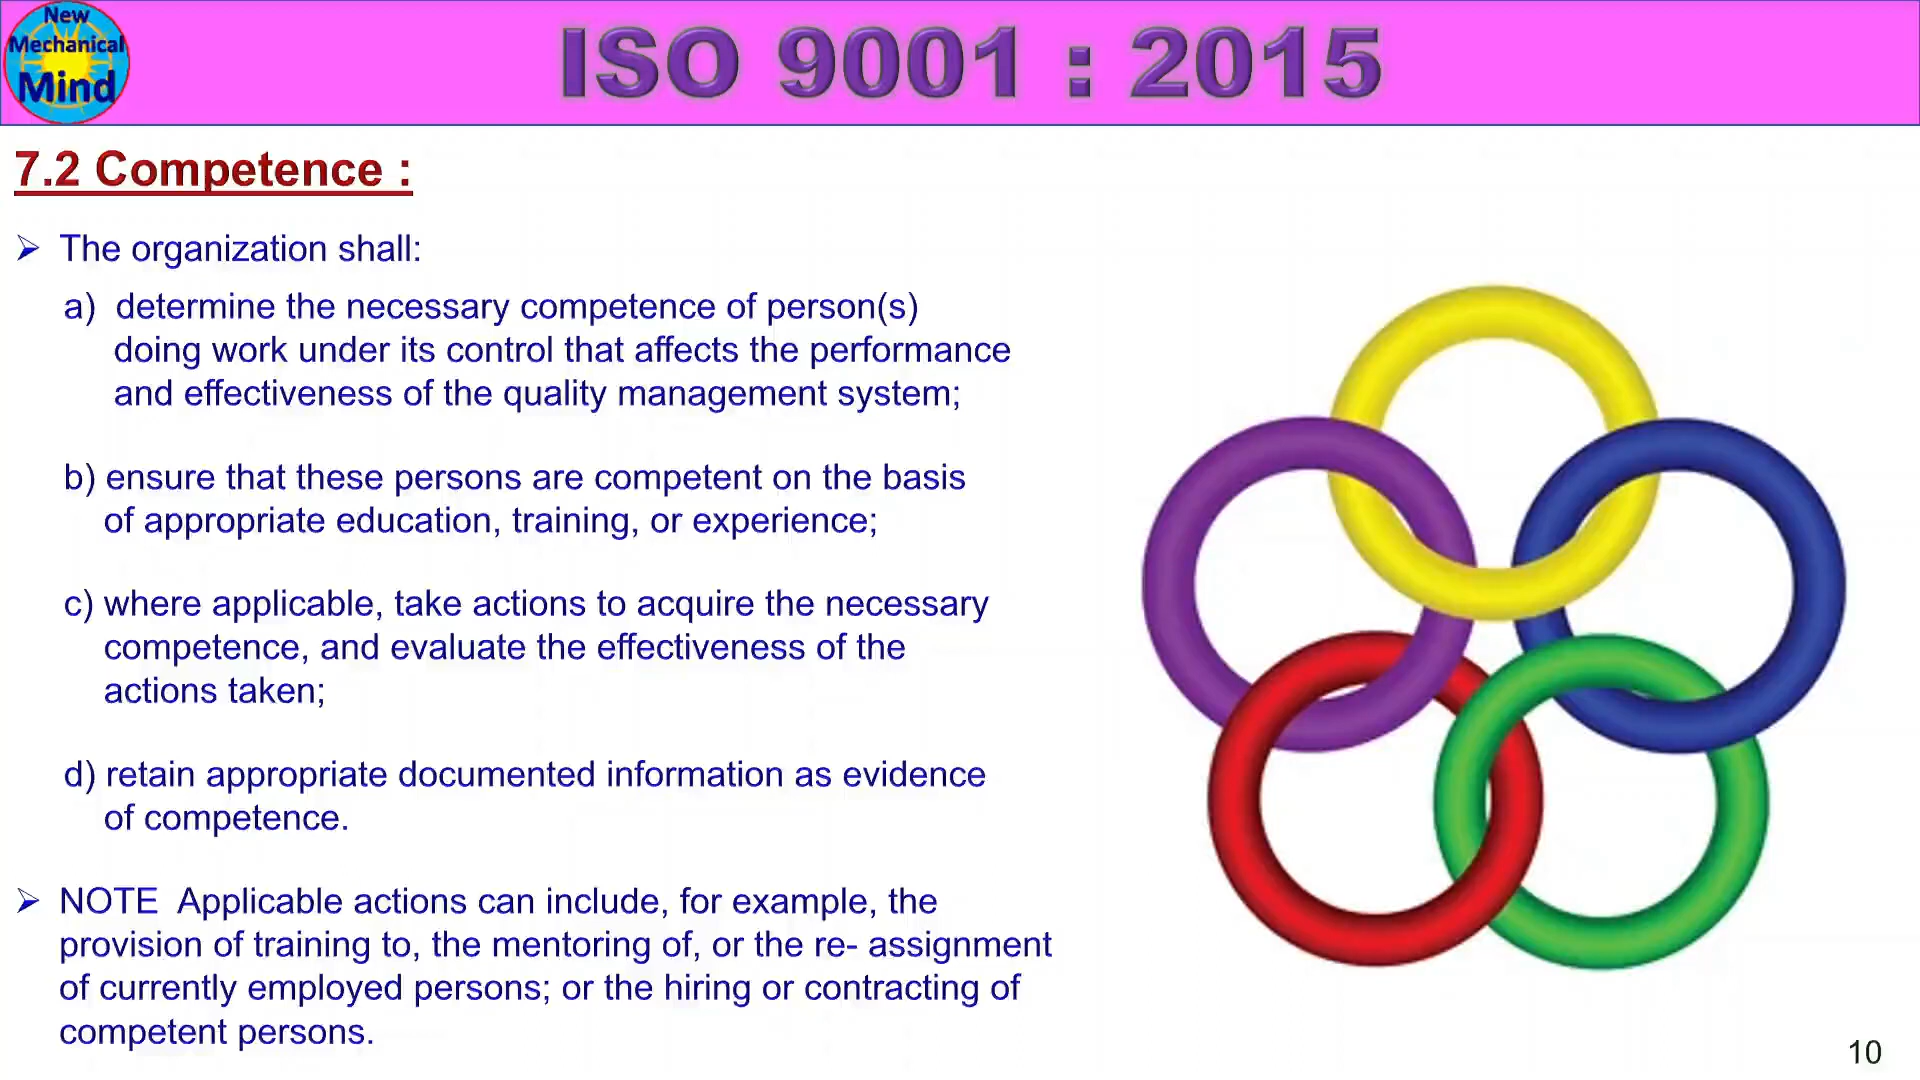 New
Mechanical
Mind
ISO 9001 : 2015
7.2 Competence :
➢ The organization shall:
a) determine the necessary competence of person(s)
doing work under its control that affects the performance
and effectiveness of the quality management system;
b) ensure that these persons are competent on the basis
of appropriate education, training, or experience;
c) where applicable, take actions to acquire the necessary
competence, and evaluate the effectiveness of the
actions taken;
d) retain appropriate documented information as evidence
of competence.
➢ NOTE Applicable actions can include, for example, the
provision of training to, the mentoring of, or the re- assignment
of currently employed persons; or the hiring or contracting of
competent persons.
10